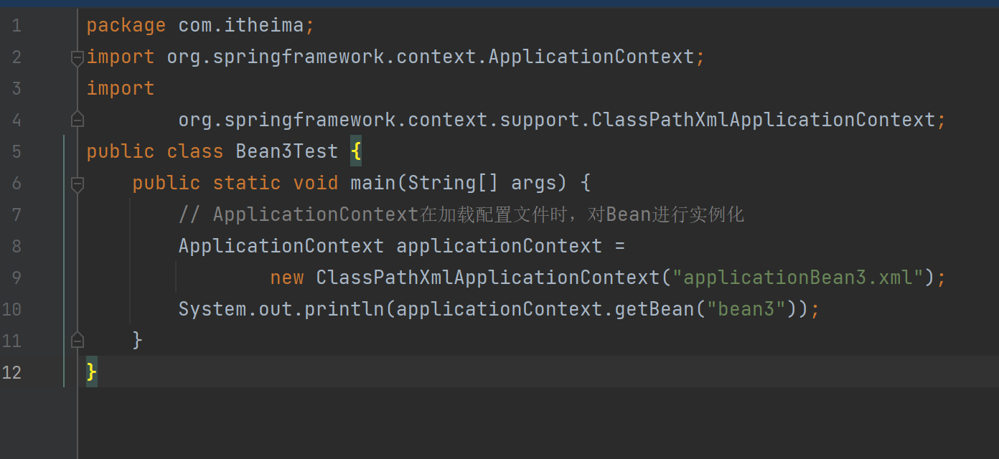 1 package com.itheima;
2 import org.springframework.context.ApplicationContext;
3 import
4         org.springframework.context.support.ClassPathXmlApplicationContext;
5 public class Bean3Test {
6     public static void main(String[] args) {
7         // ApplicationContext在加载配置文件时，对Bean进行实例化
8         ApplicationContext applicationContext =
9                 new ClassPathXmlApplicationContext("applicationBean3.xml");
10         System.out.println(applicationContext.getBean("bean3"));
11     }
12 }